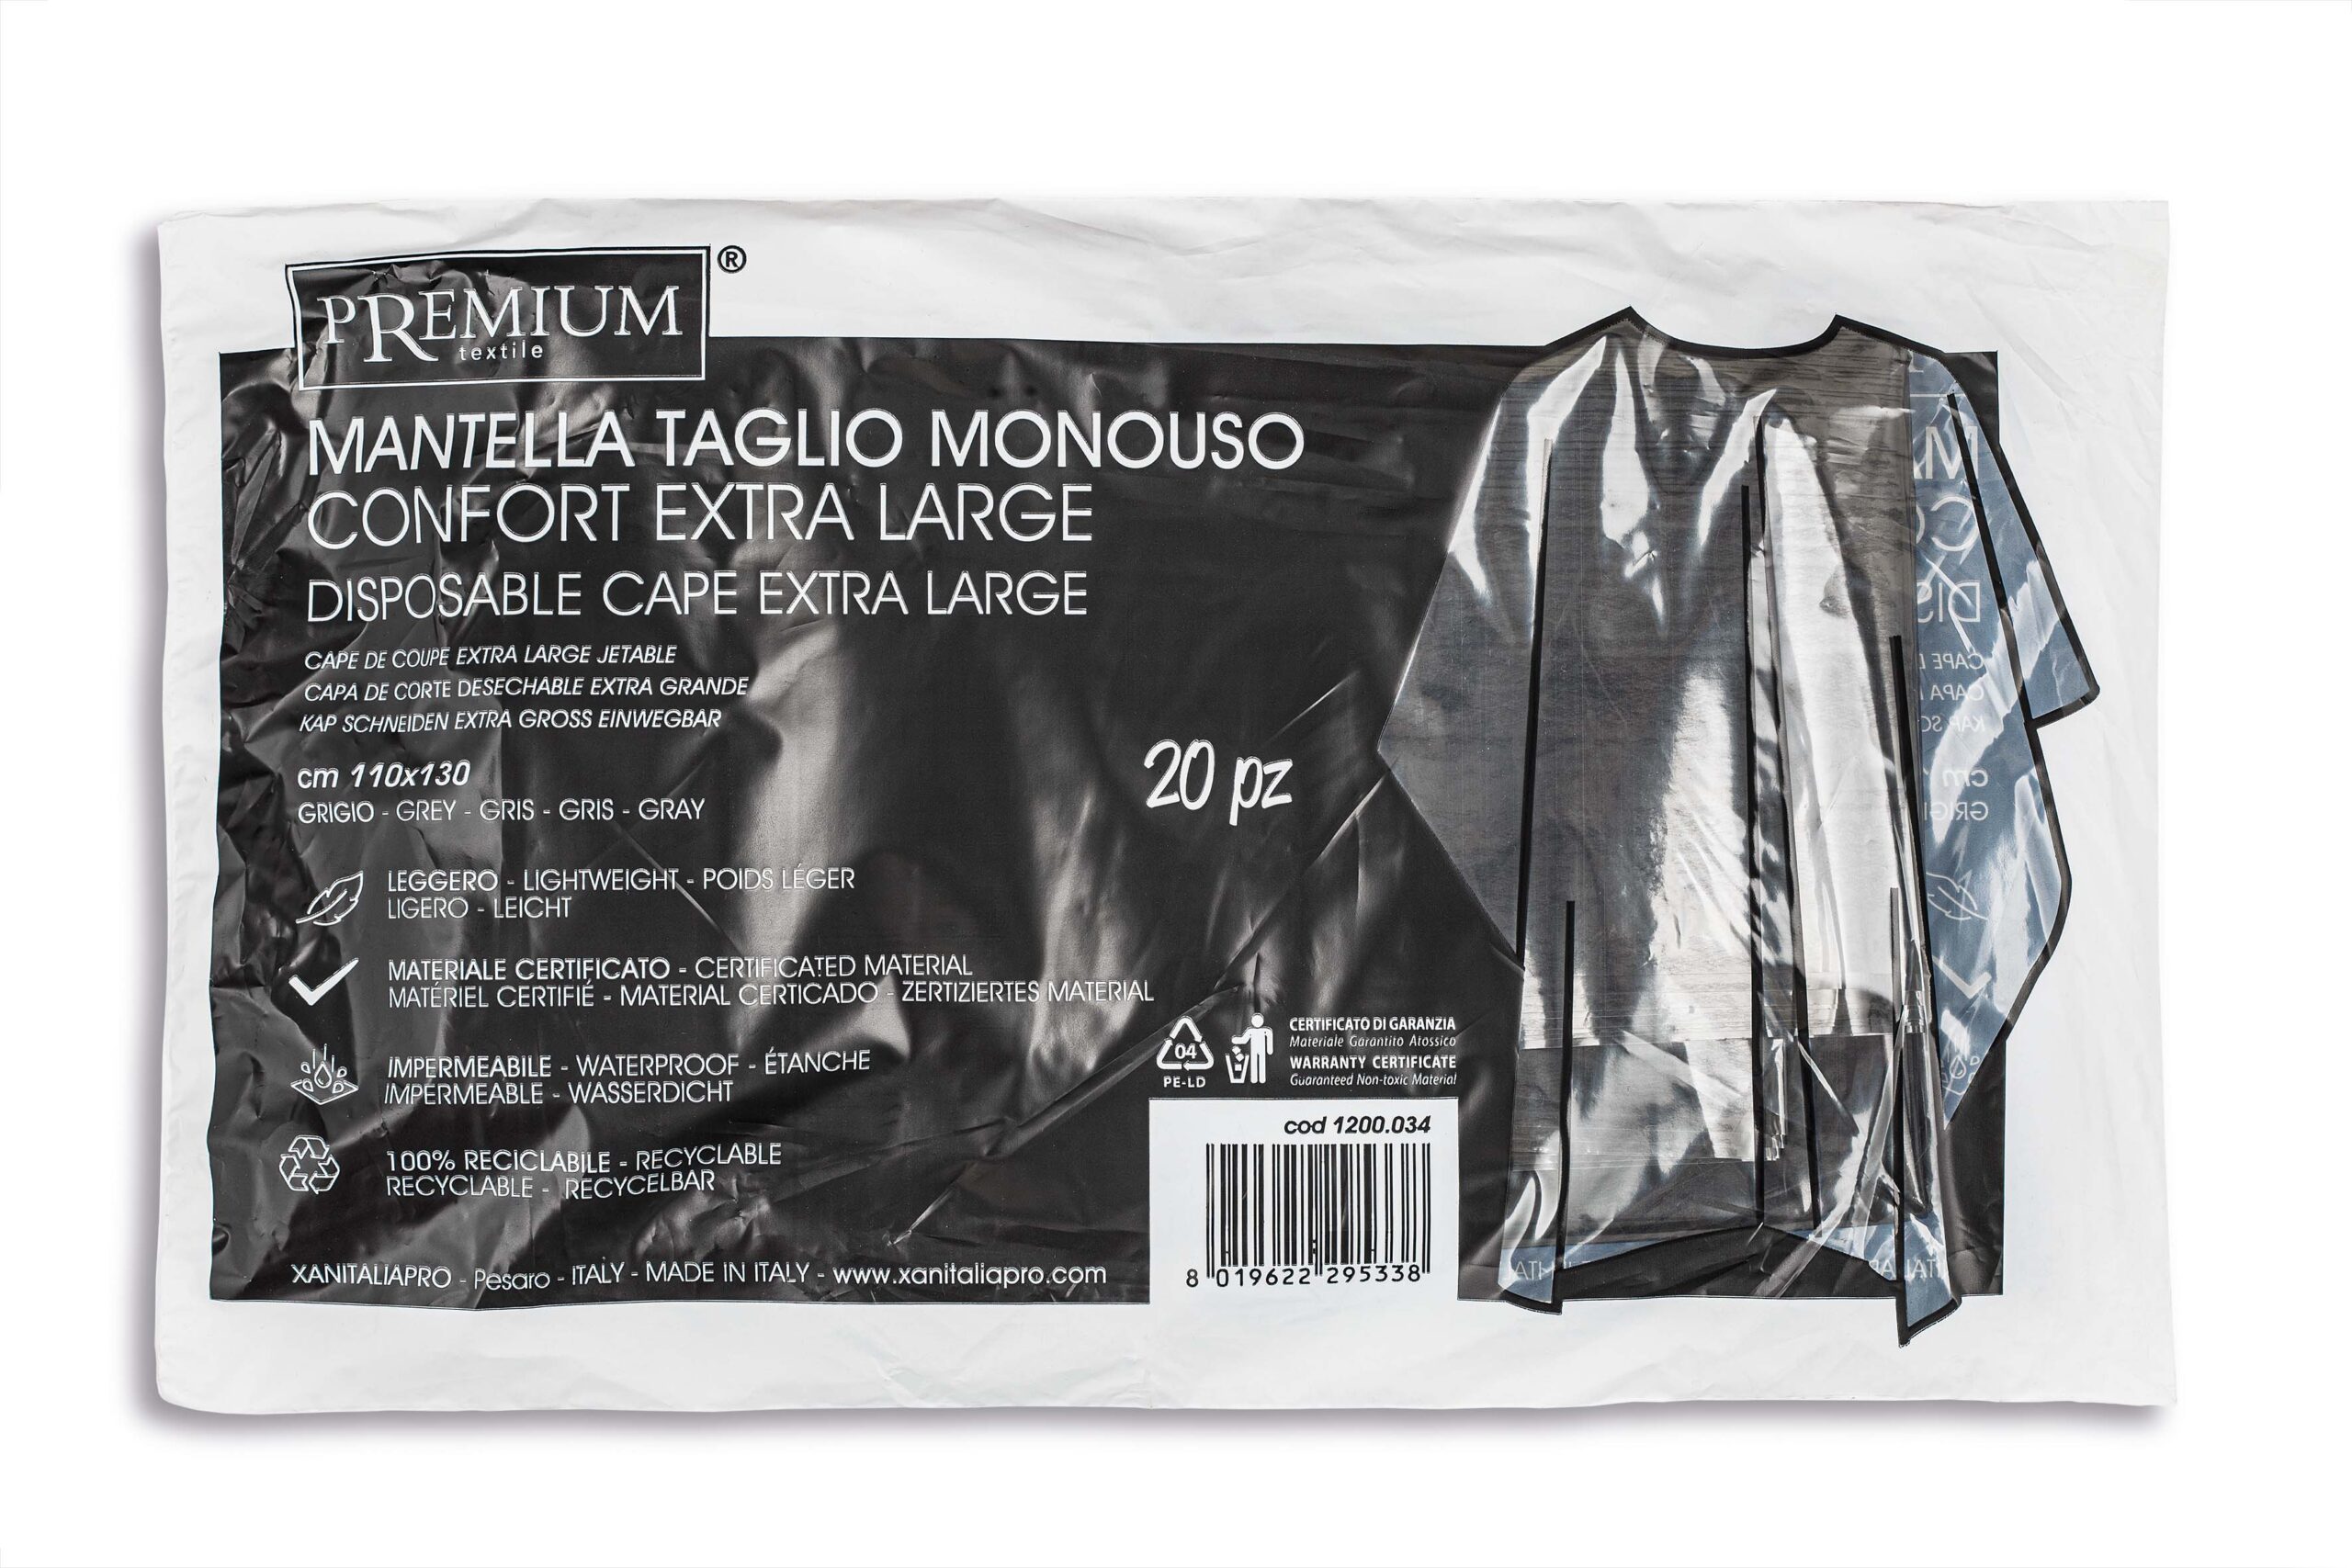 PREMIUM ®
textile
MANTELLA TAGLIO MONOUSO
CONFORT EXTRA LARGE
DISPOSABLE CAPE EXTRA LARGE
CAPE DE COUPE EXTRA LARGE JETABLE
CAPA DE CORTE DESECHABLE EXTRA GRANDE
KAP SCHNEIDEN EXTRA GROSS EINWEGBAR
cm 110x130
GRIGIO - GREY - GRIS - GRIS - GRAY
20 pz
LEGGERO - LIGHTWEIGHT - POIDS LÉGER
LIGERO - LEICHT
MATERIALE CERTIFICATO - CERTIFICATED MATERIAL
MATÉRIEL CERTIFIÉ - MATERIAL CERTICADO - ZERTIZIERTES MATERIAL
IMPERMEABILE - WATERPROOF - ÉTANCHE
IMPERMEABLE - WASSERDICHT
100% RECICLABILE - RECYCLABLE
RECYCLABLE - RECYCELBAR
XANITALIAPRO - Pesaro - ITALY - MADE IN ITALY - www.xanitaliapro.com
04
PE-LD
CERTIFICATO DI GARANZIA
Materiale Garantito Atossico
WARRANTY CERTIFICATE
Guaranteed Non-toxic Material
cod 1200.034
8 019622 295338